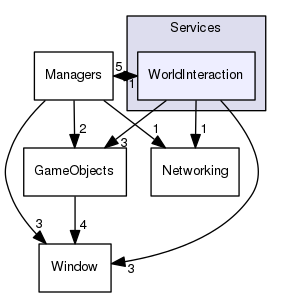 Services
Managers
5
1
WorldInteraction
2
3
1
1
GameObjects
Networking
3
4
3
Window